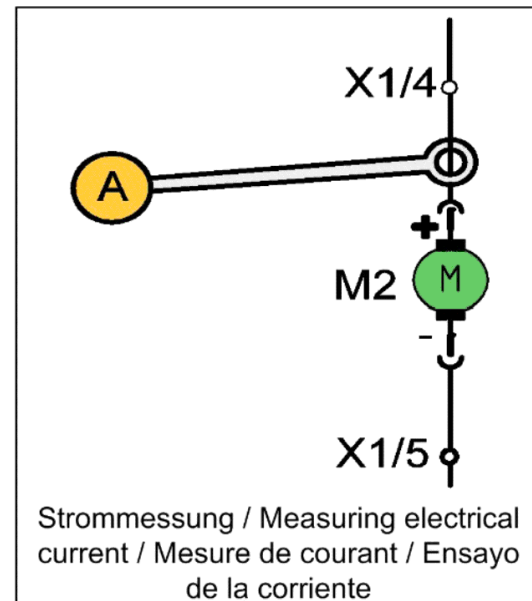 X1/4
A
+
M2 M
-
X1/5
Strommessung / Measuring electrical
current / Mesure de courant / Ensayo
de la corriente